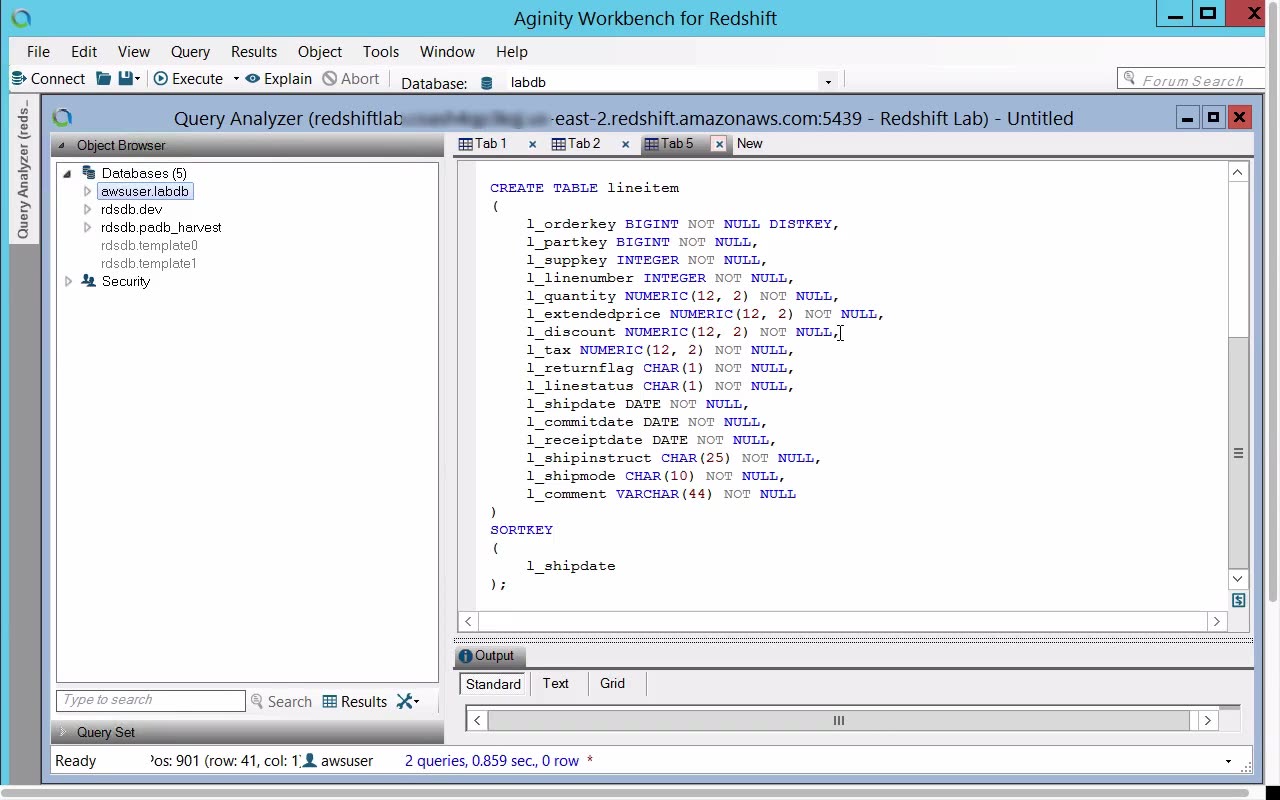 Aginity Workbench for Redshift
File Edit View Query Results Object Tools Window Help
Connect Execute Explain Abort Database: labdb Forum Search
Query Analyzer (reds...
Query Analyzer (redshiftlab -east-2.redshift.amazonaws.com:5439 - Redshift Lab) - Untitled
Object Browser
Tab 1 Tab 2 Tab 5 New
Databases (5)
awsuser.labdb
rdsdb.dev
rdsdb.padb_harvest
rdsdb.template0
rdsdb.template1
Security
CREATE TABLE lineitem
(
l_orderkey BIGINT NOT NULL DISTKEY,
l_partkey BIGINT NOT NULL,
l_suppkey INTEGER NOT NULL,
l_linenumber INTEGER NOT NULL,
l_quantity NUMERIC(12, 2) NOT NULL,
l_extendedprice NUMERIC(12, 2) NOT NULL,
l_discount NUMERIC(12, 2) NOT NULL,
l_tax NUMERIC(12, 2) NOT NULL,
l_returnflag CHAR(1) NOT NULL,
l_linestatus CHAR(1) NOT NULL,
l_shipdate DATE NOT NULL,
l_commitdate DATE NOT NULL,
l_receiptdate DATE NOT NULL,
l_shipinstruct CHAR(25) NOT NULL,
l_shipmode CHAR(10) NOT NULL,
l_comment VARCHAR(44) NOT NULL
)
SORTKEY
(
l_shipdate
);
Type to search Search Results
Query Set
Output
Standard Text Grid
Ready Pos: 901 (row: 41, col: 1 awsuser 2 queries, 0.859 sec., 0 row *